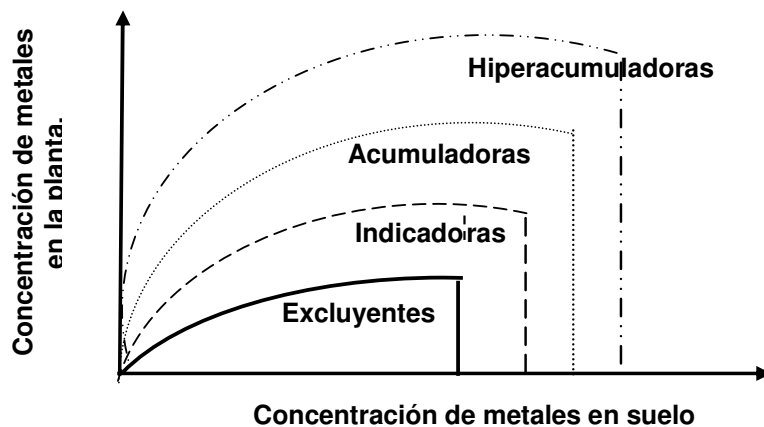 Concentración de metales
en la planta.
Hiperacumuladoras
Acumuladoras
Indicadoras
Excluyentes
Concentración de metales en suelo